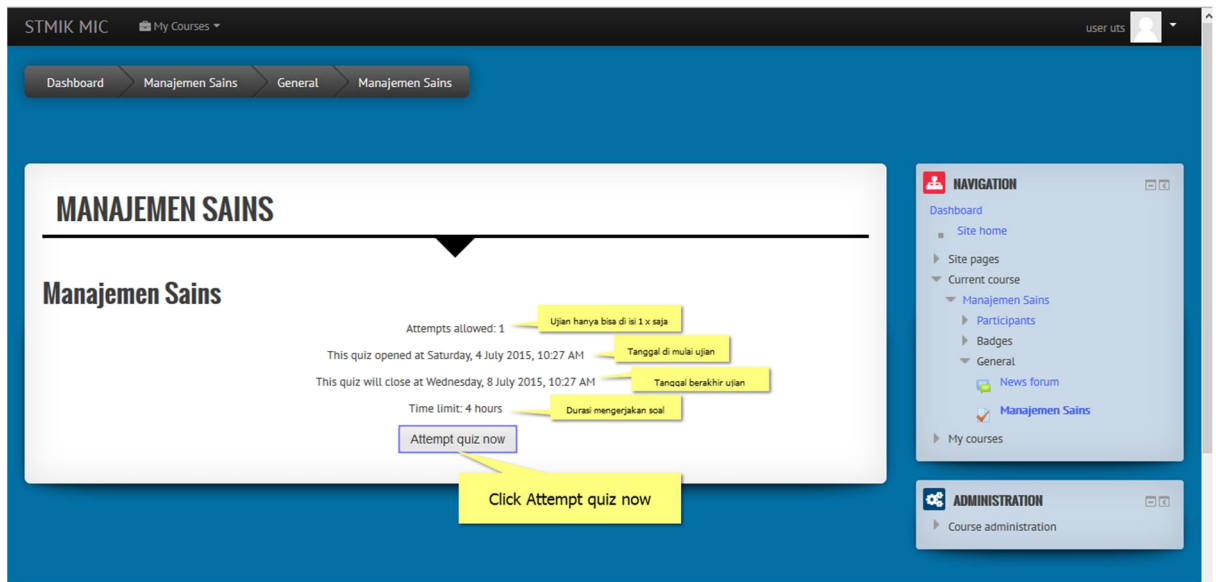 STMIK MIC My Courses user uts
Dashboard Manajemen Sains General Manajemen Sains
MANAJEMEN SAINS
Manajemen Sains
Attempts allowed: 1
Ujian hanya bisa di isi 1 x saja
This quiz opened at Saturday, 4 July 2015, 10:27 AM
Tanggal di mulai ujian
This quiz will close at Wednesday, 8 July 2015, 10:27 AM
Tanggal berakhir ujian
Time limit: 4 hours
Durasi mengerjakan soal
Attempt quiz now
Click Attempt quiz now
NAVIGATION
Dashboard
Site home
Site pages
Current course
Manajemen Sains
Participants
Badges
General
News forum
Manajemen Sains
My courses
ADMINISTRATION
Course administration